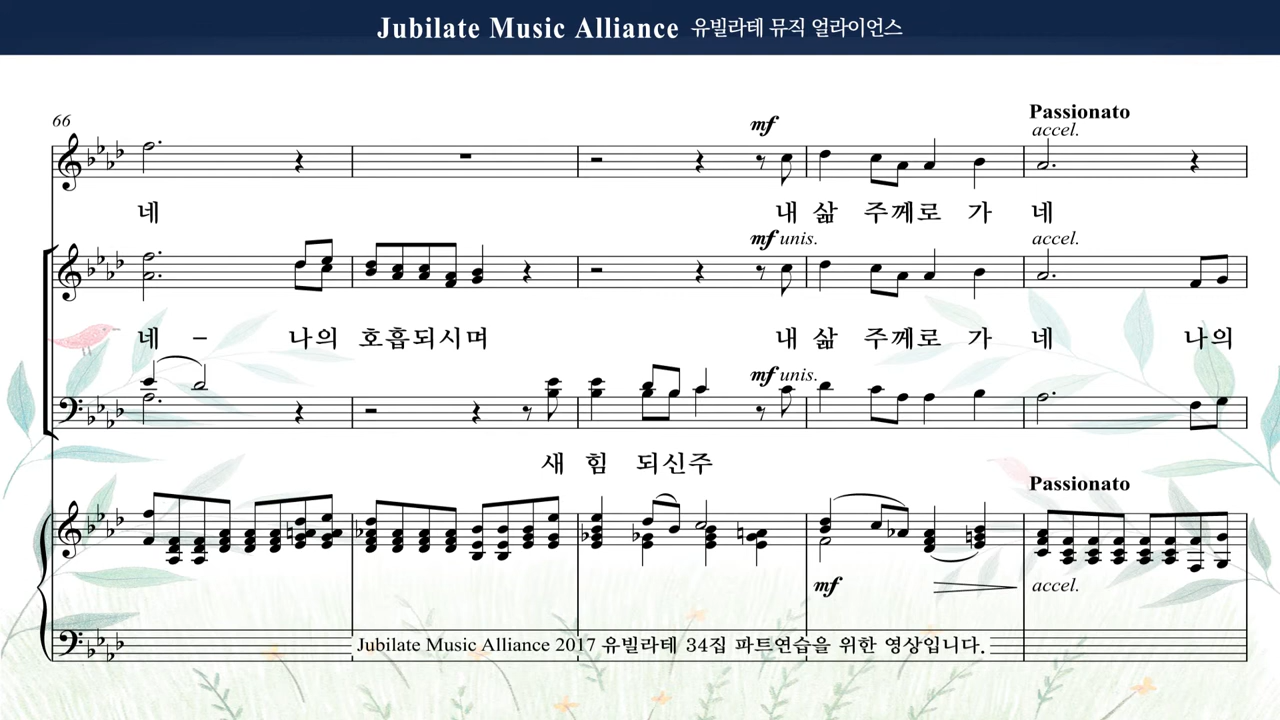 Jubilate Music Alliance 유빌라테 뮤직 얼라이언스
66
Passionato
accel.
mf
네 내 삶 주께로 가 네
mf unis. accel.
네 - 나의 호흡되시며 내 삶 주께로 가 네 나의
mf unis.
새 힘 되신주
Passionato
mf accel.
Jubilate Music Alliance 2017 유빌라테 34집 파트연습을 위한 영상입니다.